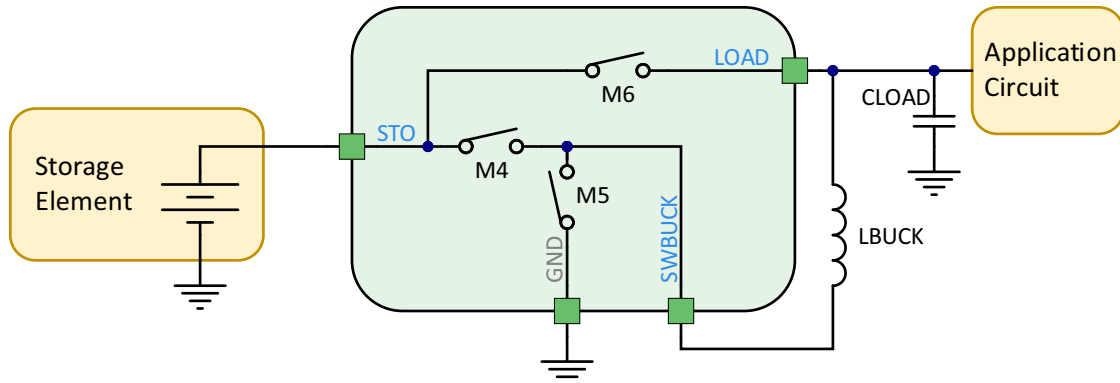 Application
Circuit
LOAD
M6
CLOAD
STO
Storage
Element
M4
M5
GND
SWBUCK
LBUCK